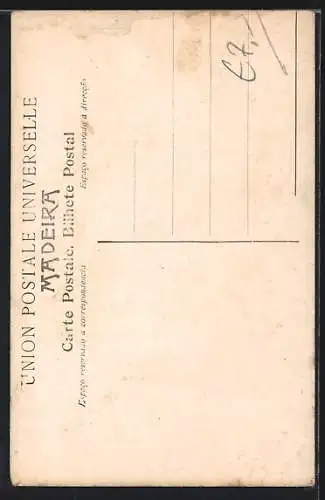 UNION POSTALE UNIVERSELLE
MADEIRA
Carte Postale. Bilhete Postal
Espaço reservado a correspondencia
Espaço reservado a direcção